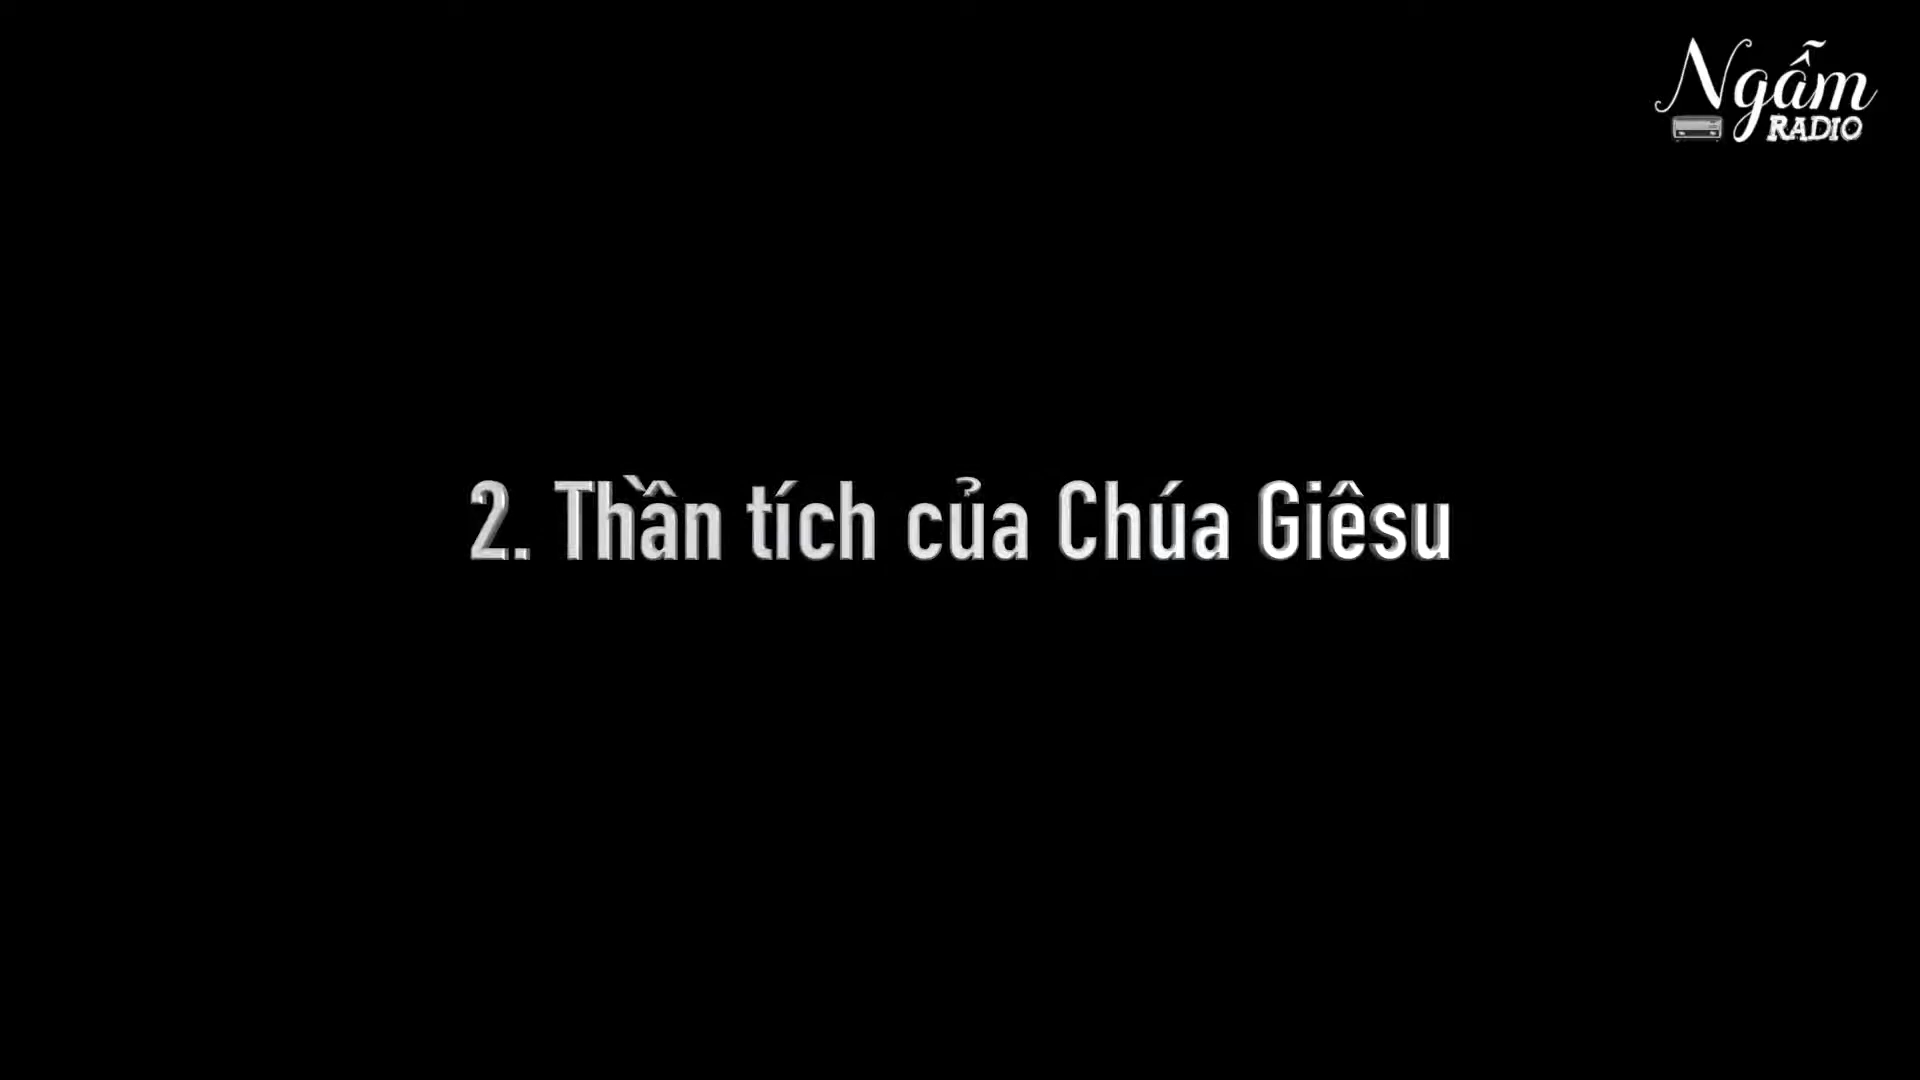 Ngẫm
RADIO
2. Thần tích của Chúa Giêsu